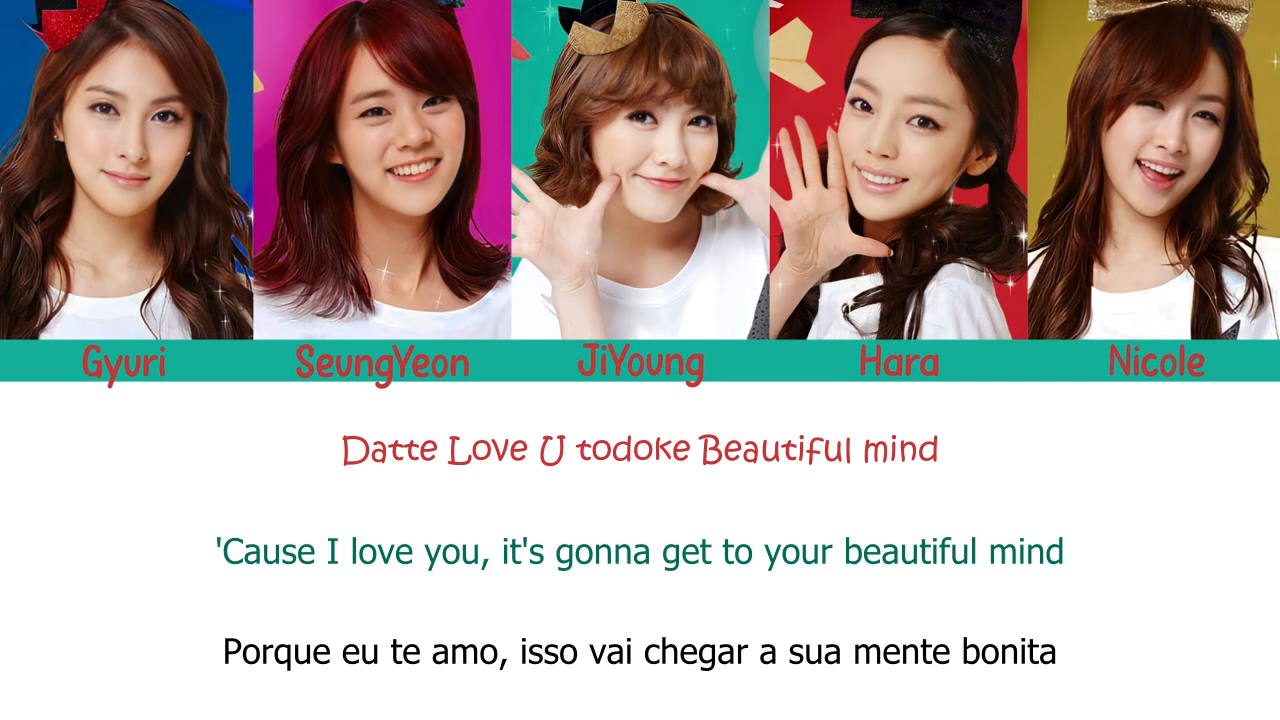 Gyuri SeungYeon JiYoung Hara Nicole
Datte Love U todoke Beautiful mind
'Cause I love you, it's gonna get to your beautiful mind
Porque eu te amo, isso vai chegar a sua mente bonita